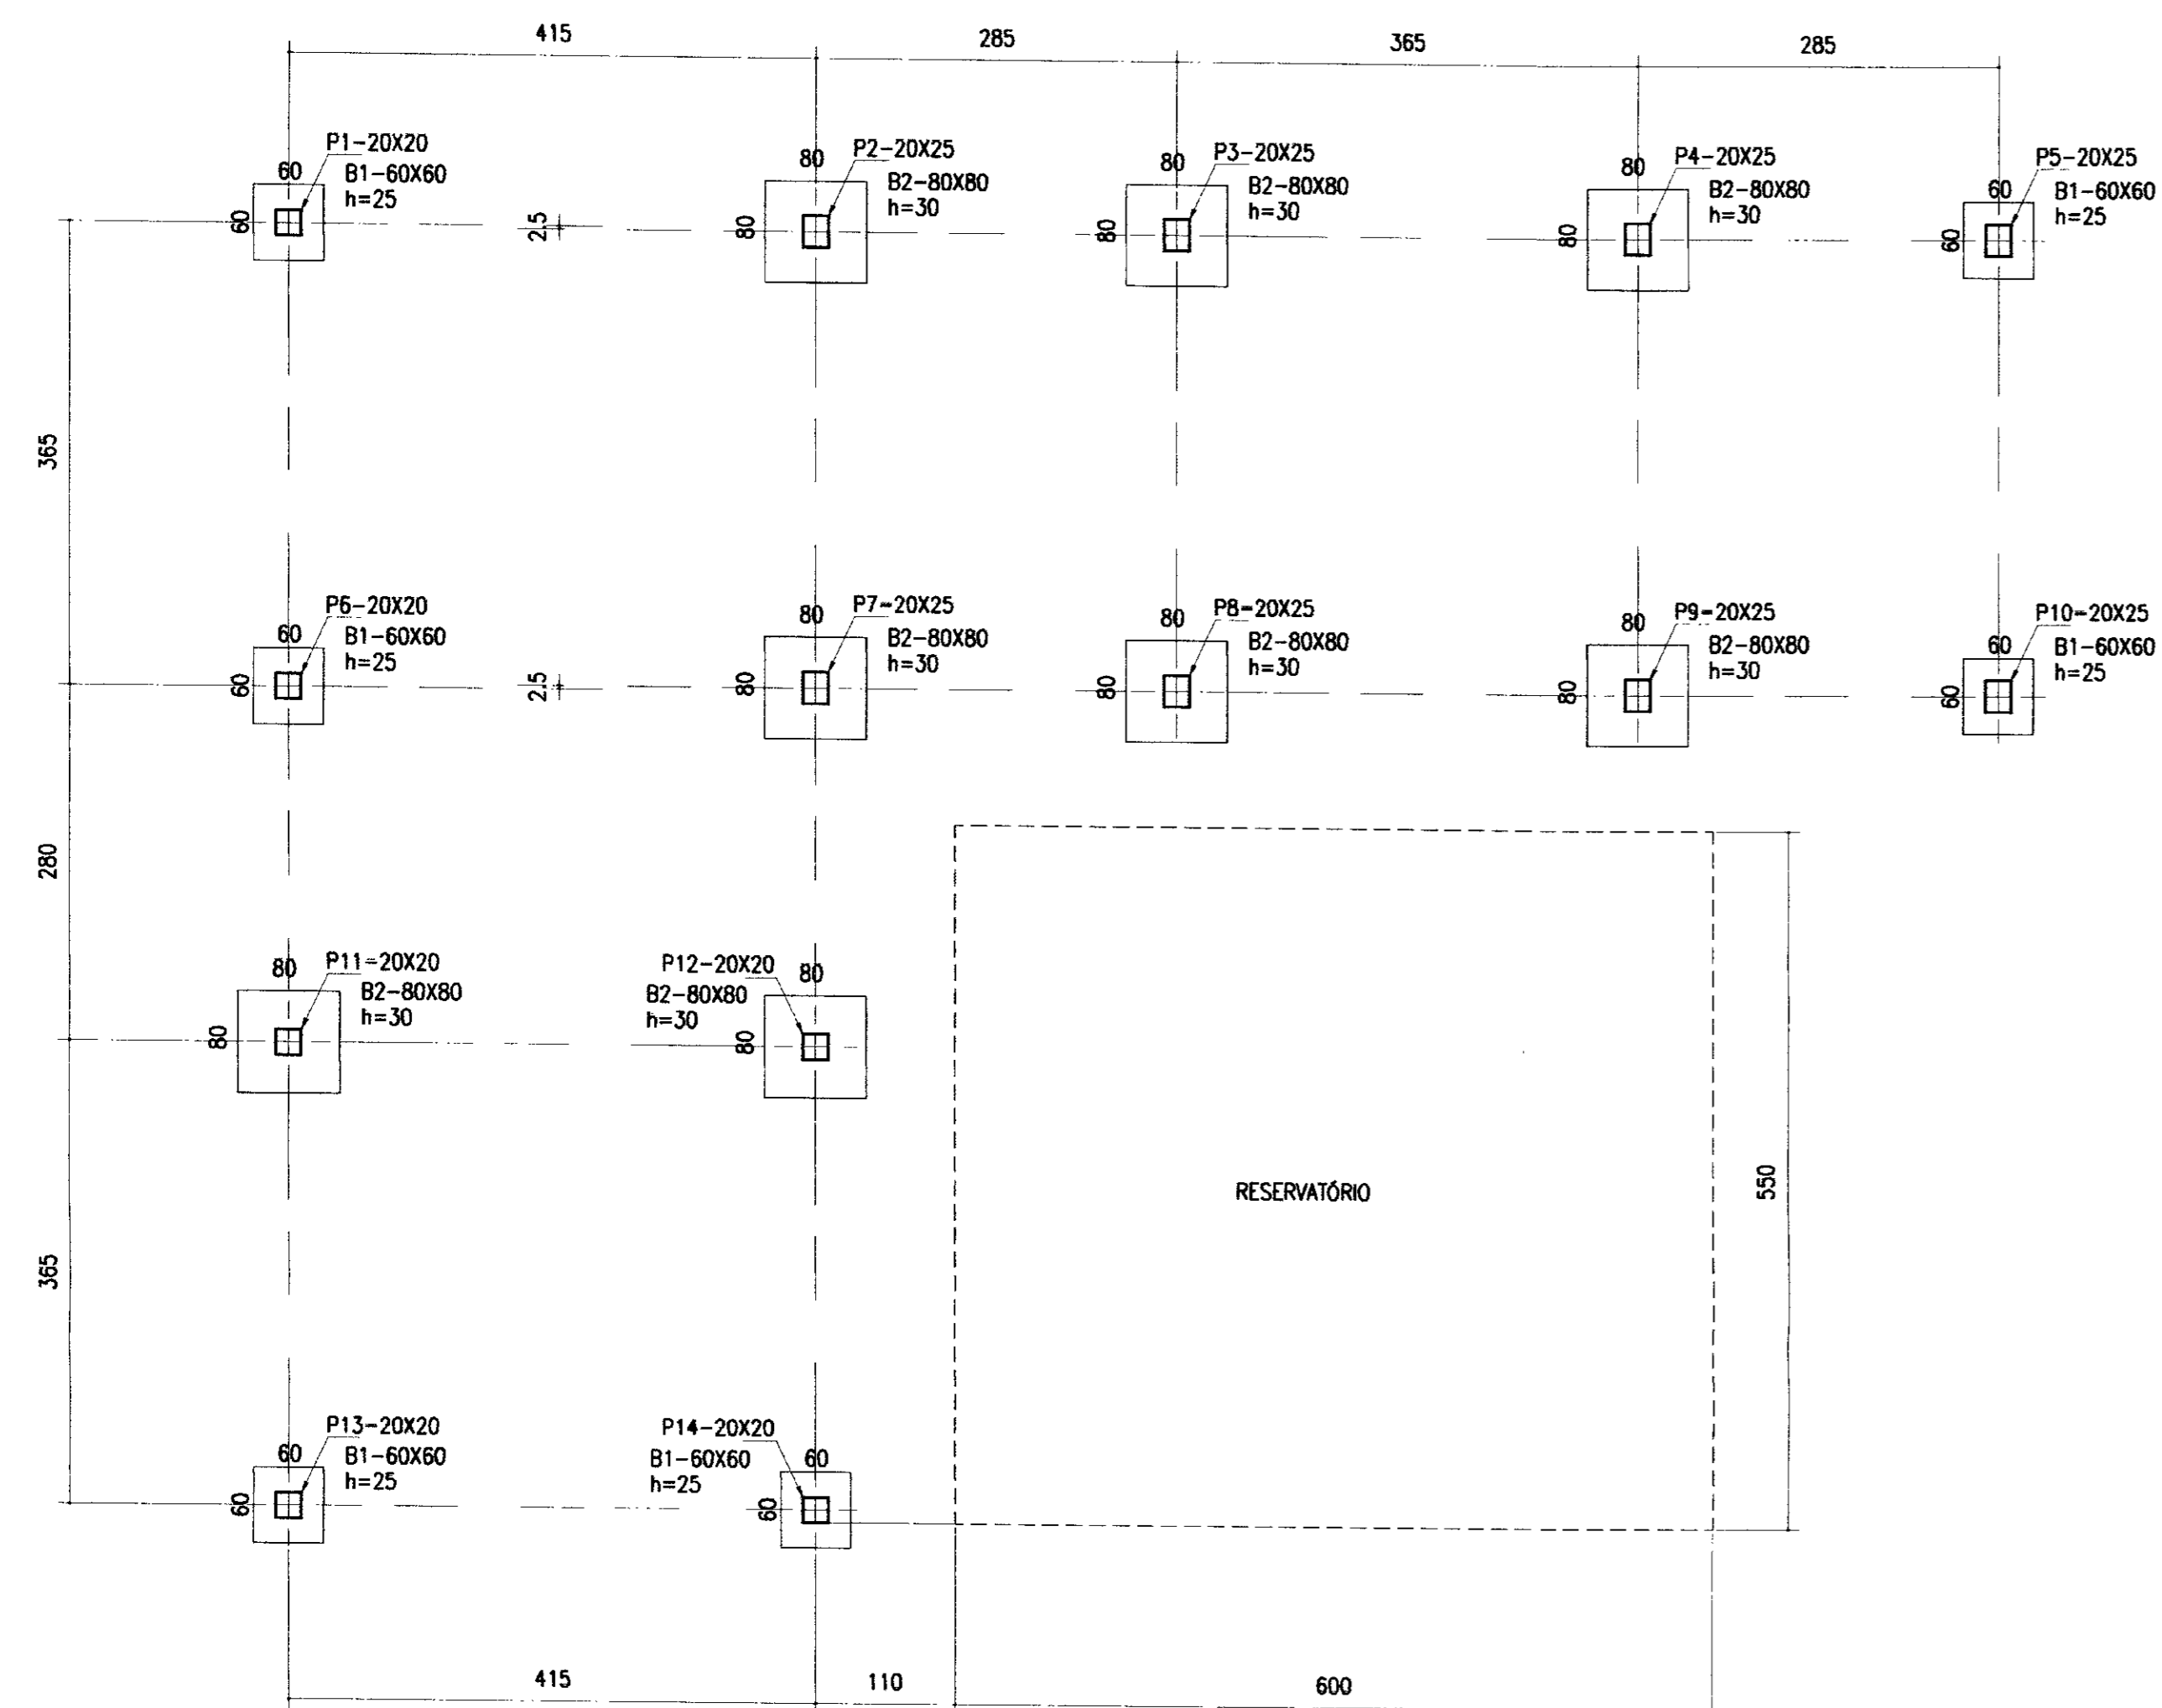 415
285
365
285
P1-20X20
B1-60X60
h=25
60
60
2.5
P2-20X25
B2-80X80
h=30
80
80
P3-20X25
B2-80X80
h=30
80
80
P4-20X25
B2-80X80
h=30
80
80
P5-20X25
B1-60X60
h=25
60
60
365
P6-20X20
B1-60X60
h=25
60
60
2.5
P7-20X25
B2-80X80
h=30
80
80
P8-20X25
B2-80X80
h=30
80
80
P9-20X25
B2-80X80
h=30
80
80
P10-20X25
B1-60X60
h=25
60
60
280
P11-20X20
B2-80X80
h=30
80
80
P12-20X20
B2-80X80
h=30
80
80
RESERVATÓRIO
550
365
P13-20X20
B1-60X60
h=25
60
60
P14-20X20
B1-60X60
h=25
60
60
415
110
600